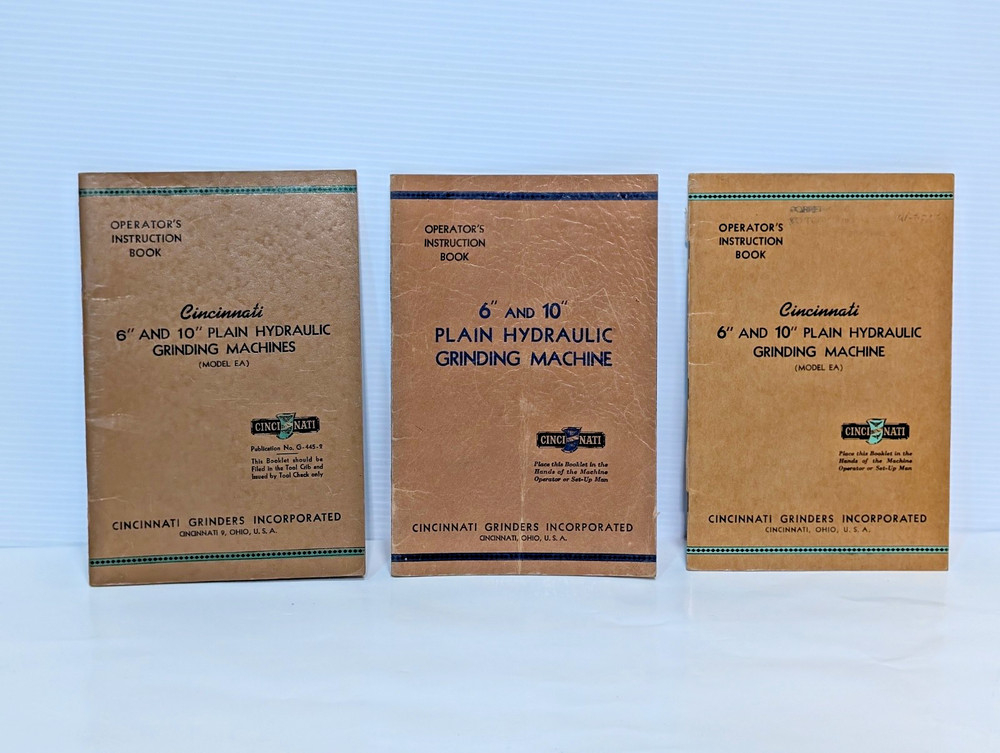 OPERATOR'S
INSTRUCTION
BOOK
Cincinnati
6" AND 10" PLAIN HYDRAULIC
GRINDING MACHINES
(MODEL EA)
CINCINNATI
Publication No. G-445-2
This Booklet should be
Filed in the Tool Crib and
Issued by Tool Check only
CINCINNATI GRINDERS INCORPORATED
CINCINNATI 9, OHIO, U. S. A.
OPERATOR'S
INSTRUCTION
BOOK
6" AND 10"
PLAIN HYDRAULIC
GRINDING MACHINE
CINCINNATI
Place this Booklet in the
Hands of the Machine
Operator or Set-Up Man
CINCINNATI GRINDERS INCORPORATED
CINCINNATI, OHIO, U. S. A.
OPERATOR'S
INSTRUCTION
BOOK
Cincinnati
6" AND 10" PLAIN HYDRAULIC
GRINDING MACHINE
(MODEL EA)
CINCINNATI
Place this Booklet in the
Hands of the Machine
Operator or Set-Up Man
CINCINNATI GRINDERS INCORPORATED
CINCINNATI, OHIO, U. S. A.